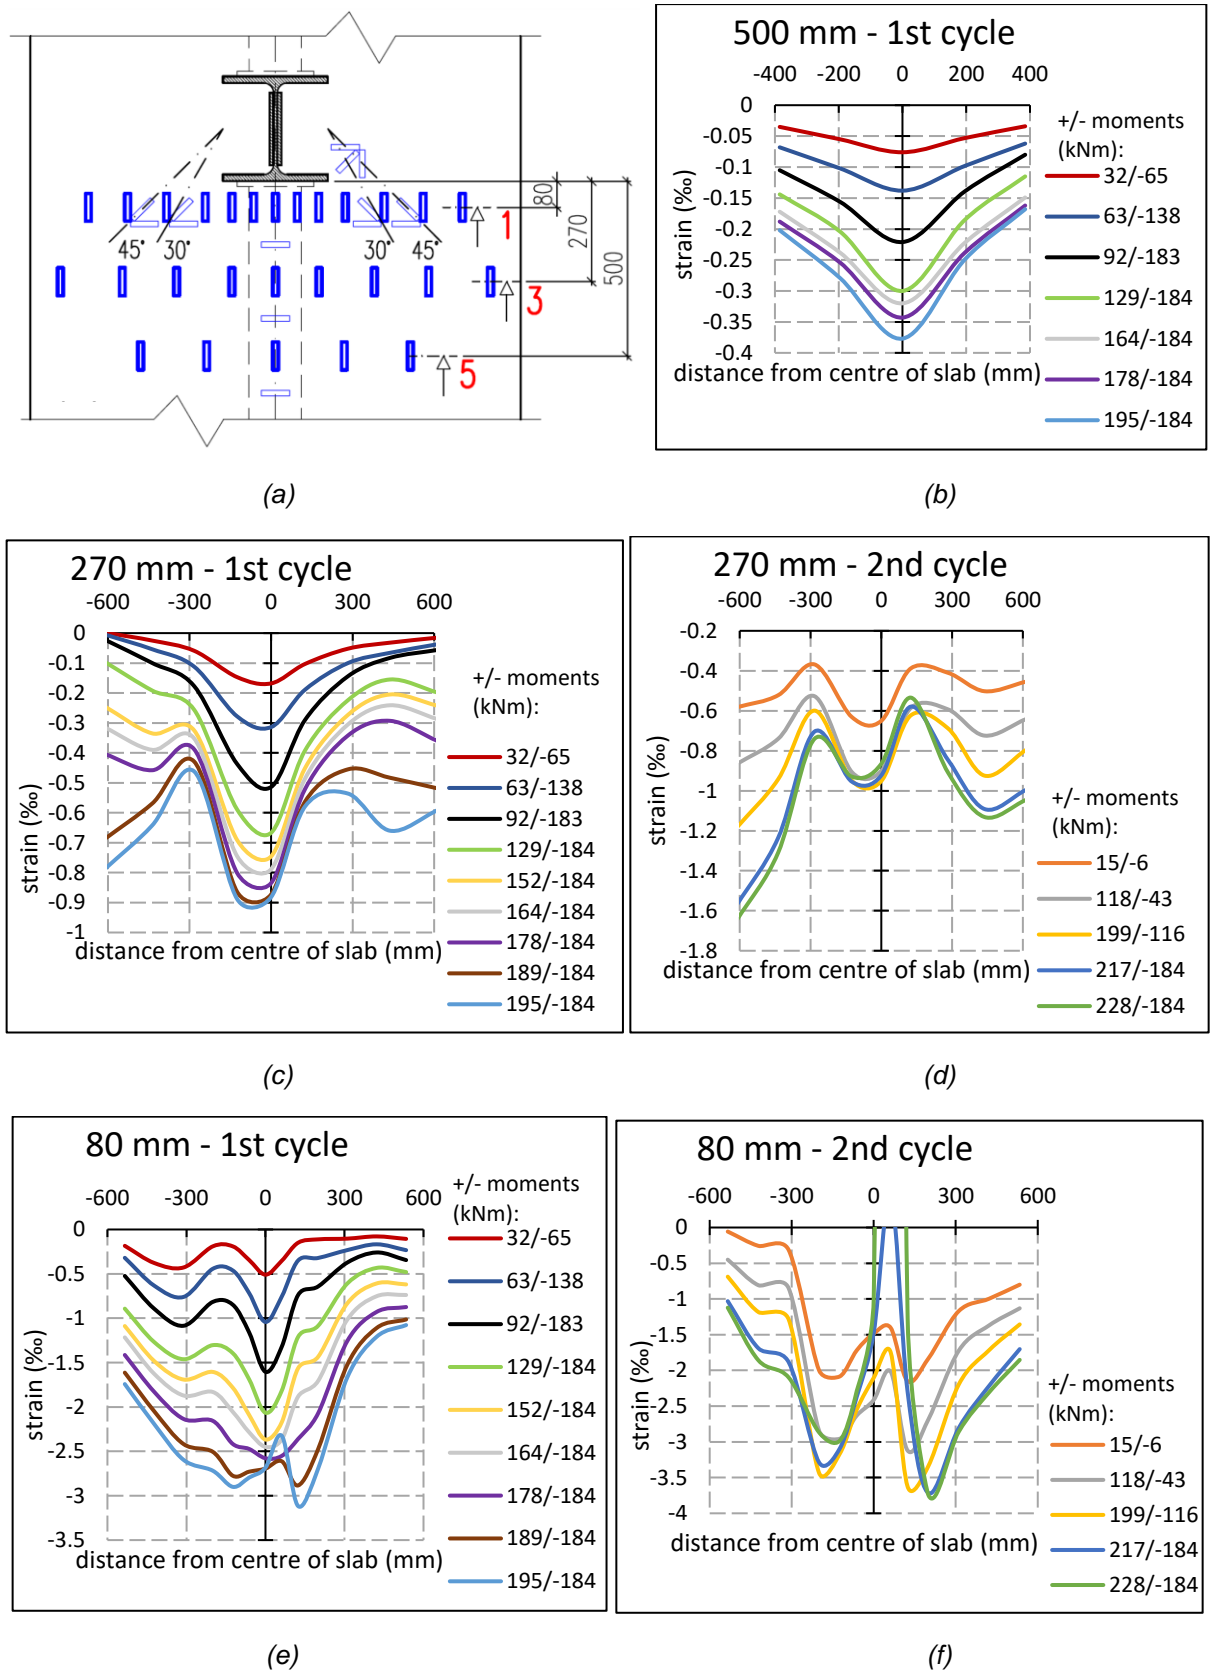 80
270
500
1
3
5
45° 30° 30° 45°
(a)
500 mm - 1st cycle
-400 -200 0 200 400
0
-0.05
-0.1
-0.15
-0.2
-0.25
-0.3
-0.35
-0.4
strain (‰)
distance from centre of slab (mm)
+/- moments
(kNm):
32/-65
63/-138
92/-183
129/-184
164/-184
178/-184
195/-184
(b)
270 mm - 1st cycle
-600 -300 0 300 600
0
-0.1
-0.2
-0.3
-0.4
-0.5
-0.6
-0.7
-0.8
-0.9
-1
strain (‰)
distance from centre of slab (mm)
+/- moments
(kNm):
32/-65
63/-138
92/-183
129/-184
152/-184
164/-184
178/-184
189/-184
195/-184
(c)
270 mm - 2nd cycle
-600 -300 0 300 600
-0.2
-0.4
-0.6
-0.8
-1
-1.2
-1.4
-1.6
-1.8
strain (‰)
distance from centre of slab (mm)
+/- moments
(kNm):
15/-6
118/-43
199/-116
217/-184
228/-184
(d)
80 mm - 1st cycle
-600 -300 0 300 600
0
-0.5
-1
-1.5
-2
-2.5
-3
-3.5
strain (‰)
distance from centre of slab (mm)
+/- moments
(kNm):
32/-65
63/-138
92/-183
129/-184
152/-184
164/-184
178/-184
189/-184
195/-184
(e)
80 mm - 2nd cycle
-600 -300 0 300 600
0
-0.5
-1
-1.5
-2
-2.5
-3
-3.5
-4
strain (‰)
distance from centre of slab (mm)
+/- moments
(kNm):
15/-6
118/-43
199/-116
217/-184
228/-184
(f)